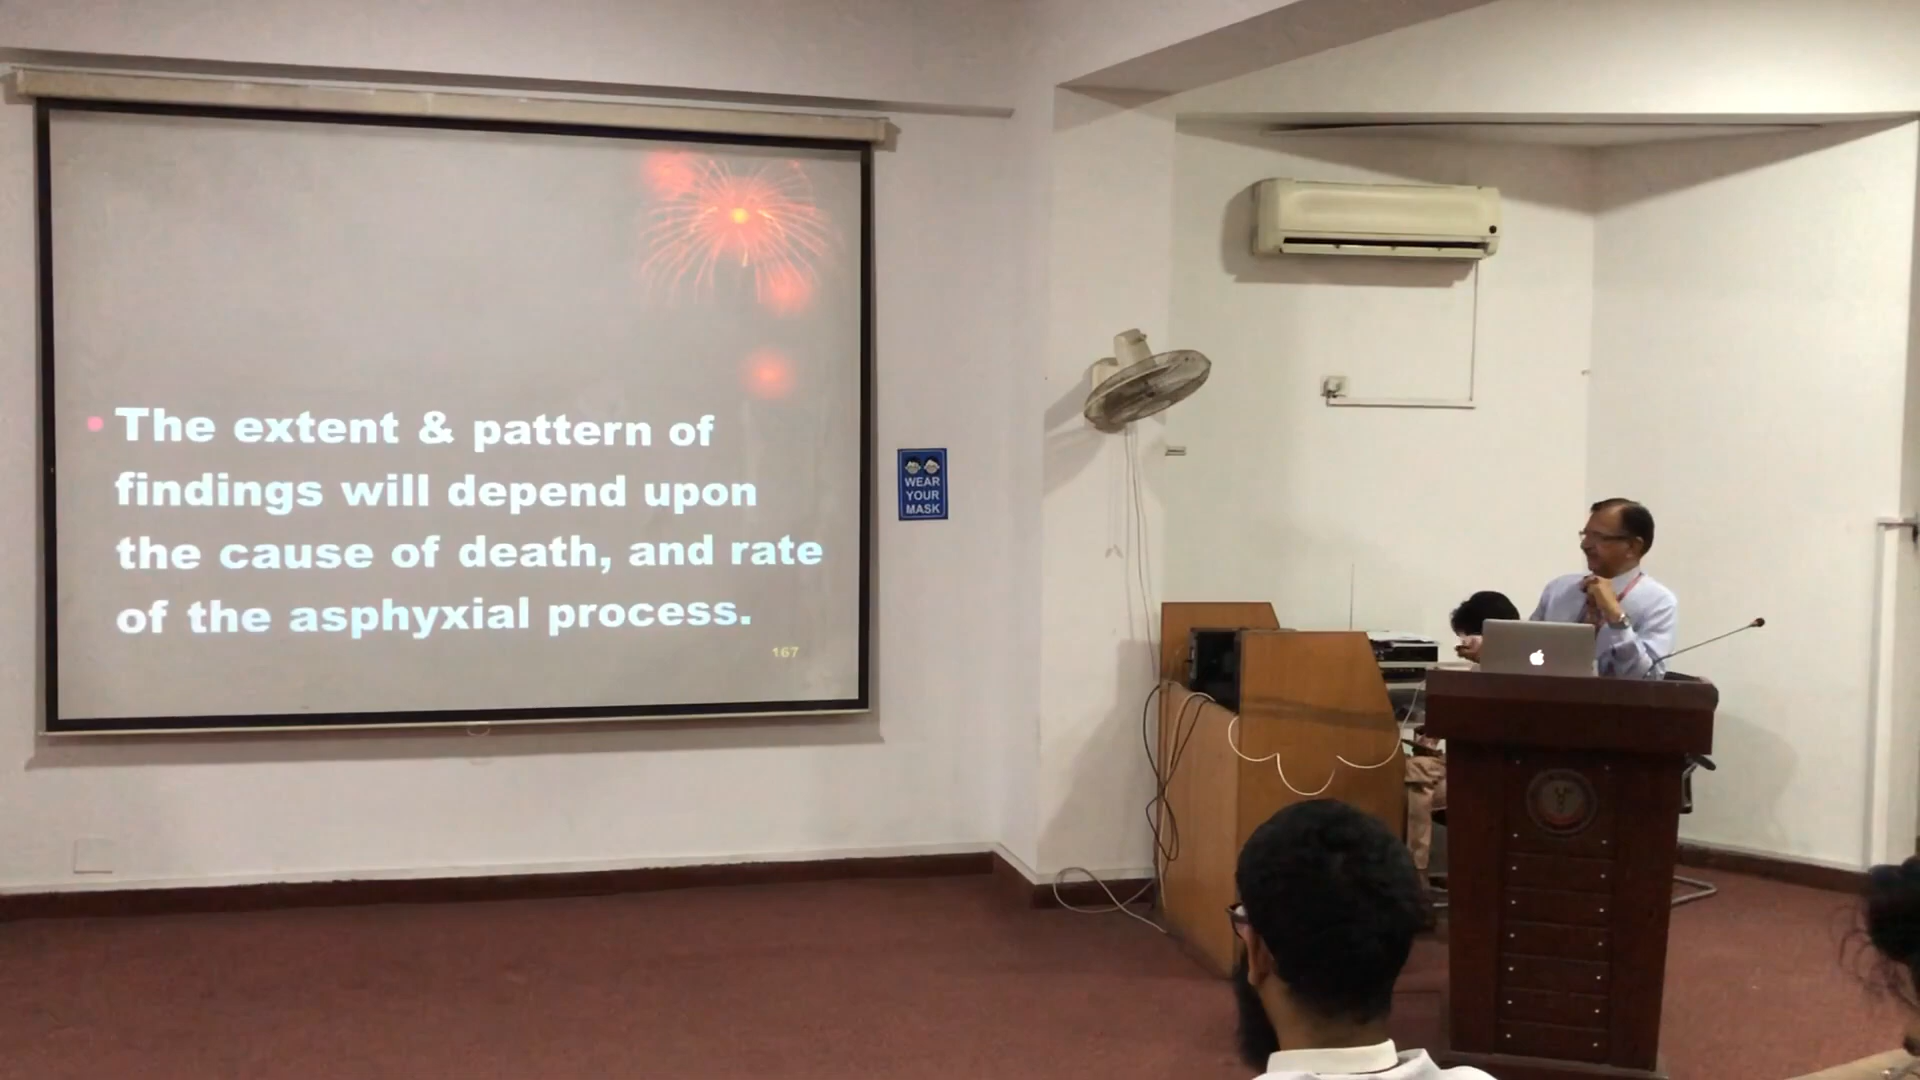 • The extent & pattern of
findings will depend upon
the cause of death, and rate
of the asphyxial process.
167
WEAR
YOUR
MASK